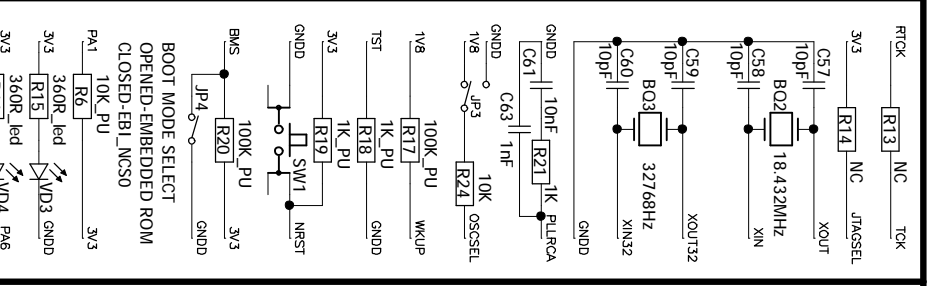 RTCK
R13
NC
TCK
3V3
R14
NC
JTAGSEL
C57
10pF
XOUT
BQ2
18.432MHz
C58
10pF
XIN
C59
10pF
XOUT32
BQ3
32768Hz
C60
10pF
XIN32
GNDD
GNDD
GNDD
C61
10nF
R21
1K
PLLRCA
C63
1nF
GNDD
1V8
JP3
10K
R24
OSCSEL
1V8
100K_PU
R17
WKUP
TST
1K_PU
R18
GNDD
3V3
1K_PU
R19
GNDD
SW1
NRST
BMS
100K_PU
R20
3V3
JP4
GNDD
BOOT MODE SELECT
OPENED-EMBEDDED ROM
CLOSED-EBI_NCS0
PA1
10K_PU
R6
3V3
3V3
360R_led
R15
VD3
GNDD
3V3
360R_led
VD4
PA6